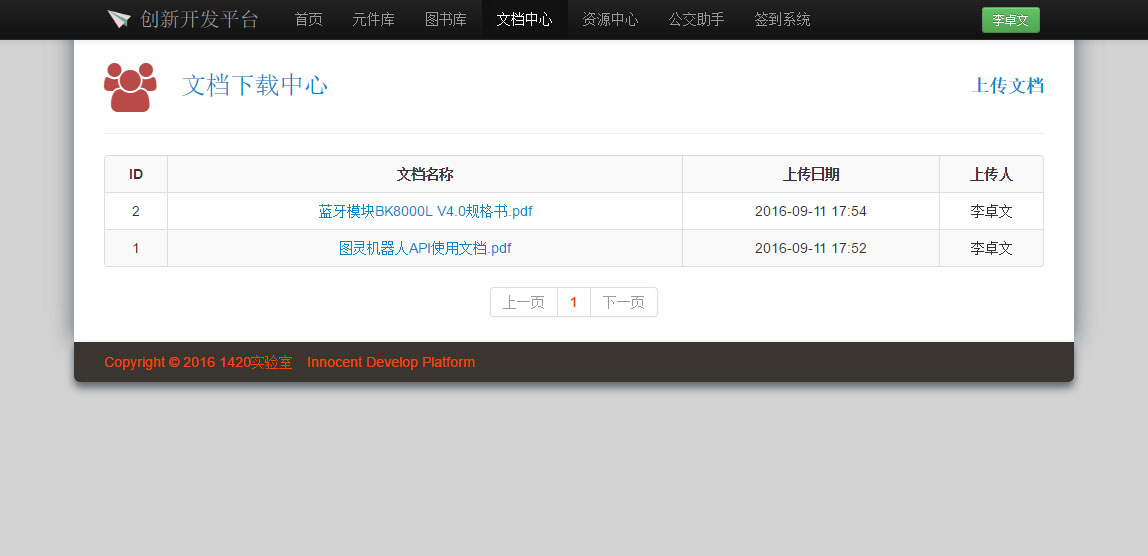 创新开发平台 首页 元件库 图书库 文档中心 资源中心 公交助手 签到系统 李卓文
文档下载中心 上传文档
ID 文档名称 上传日期 上传人
2 蓝牙模块BK8000L V4.0规格书.pdf 2016-09-11 17:54 李卓文
1 图灵机器人API使用文档.pdf 2016-09-11 17:52 李卓文
上一页 1 下一页
Copyright © 2016 1420实验室 Innocent Develop Platform